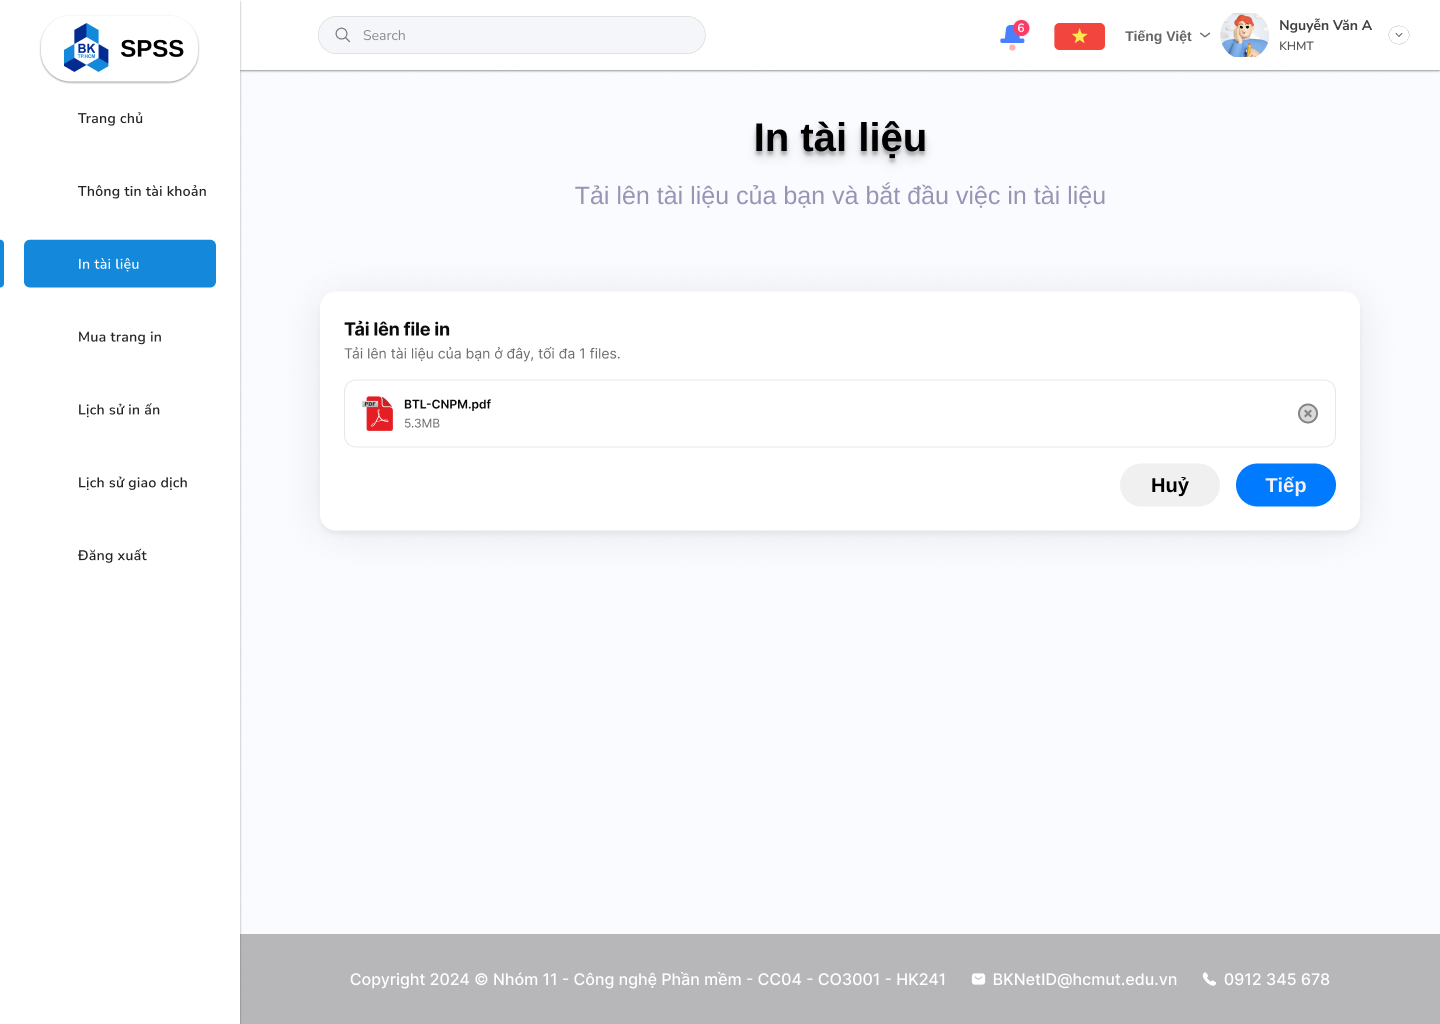 BK
TP.HCM
SPSS
Search
6
Tiếng Việt
Nguyễn Văn A
KHMT
Trang chủ
Thông tin tài khoản
In tài liệu
Mua trang in
Lịch sử in ấn
Lịch sử giao dịch
Đăng xuất
In tài liệu
Tải lên tài liệu của bạn và bắt đầu việc in tài liệu
Tải lên file in
Tải lên tài liệu của bạn ở đây, tối đa 1 files.
PDF
BTL-CNPM.pdf
5.3MB
Huỷ
Tiếp
Copyright 2024 © Nhóm 11 - Công nghệ Phần mềm - CC04 - CO3001 - HK241
BKNetID@hcmut.edu.vn
0912 345 678